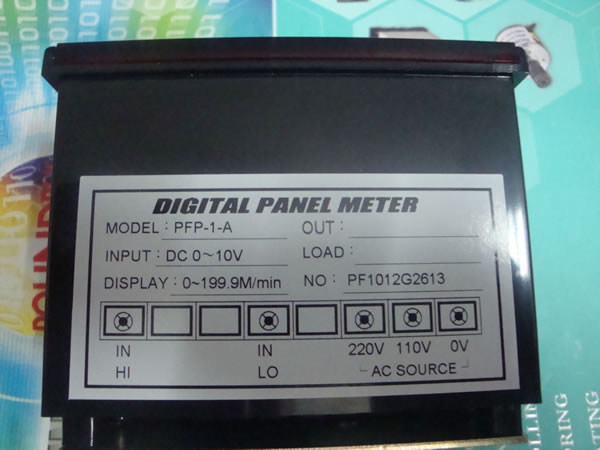 DIGITAL PANEL METER
MODEL : PFP-1-A OUT :
INPUT : DC 0~10V LOAD :
DISPLAY : 0~199.9M/min NO : PF1012G2613
IN IN 220V 110V 0V
HI LO AC SOURCE